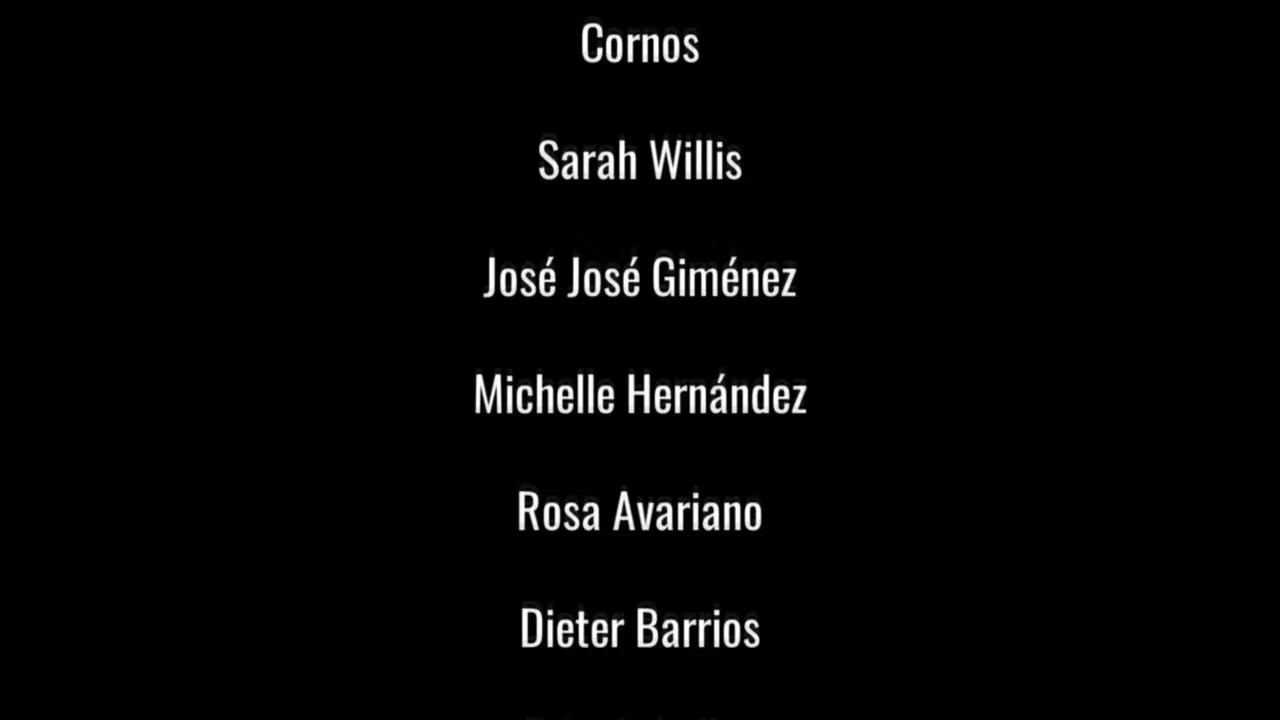 Cornos
Sarah Willis
José José Giménez
Michelle Hernández
Rosa Avariano
Dieter Barrios